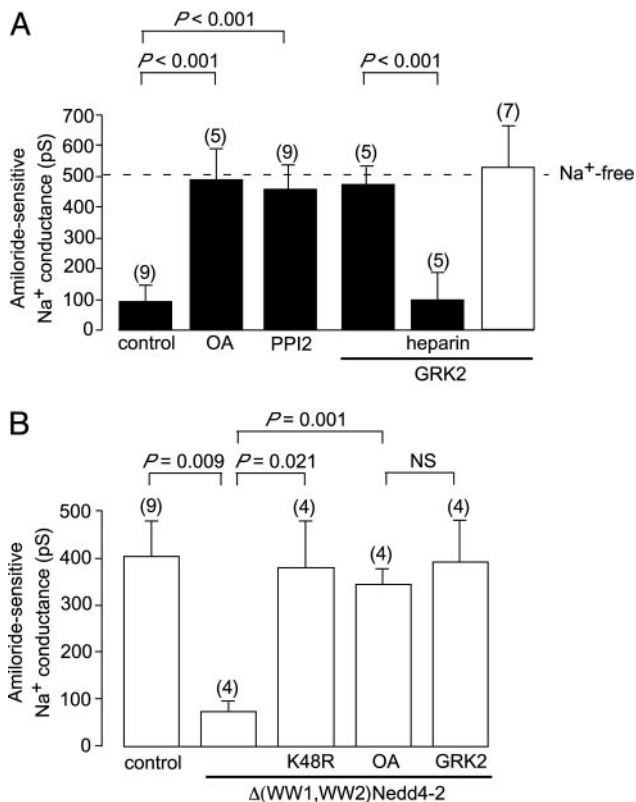 A
P < 0.001
P < 0.001
P < 0.001
Amiloride-sensitive
Na⁺ conductance (pS)
700
600
500
400
300
200
100
0
(9)
(5)
(9)
(5)
(5)
(7)
Na⁺-free
control
OA
PPI2
heparin
GRK2
B
P = 0.001
P = 0.009
P = 0.021
NS
Amiloride-sensitive
Na⁺ conductance (pS)
500
400
300
200
100
0
(9)
(4)
(4)
(4)
(4)
control
K48R
OA
GRK2
Δ(WW1,WW2)Nedd4-2